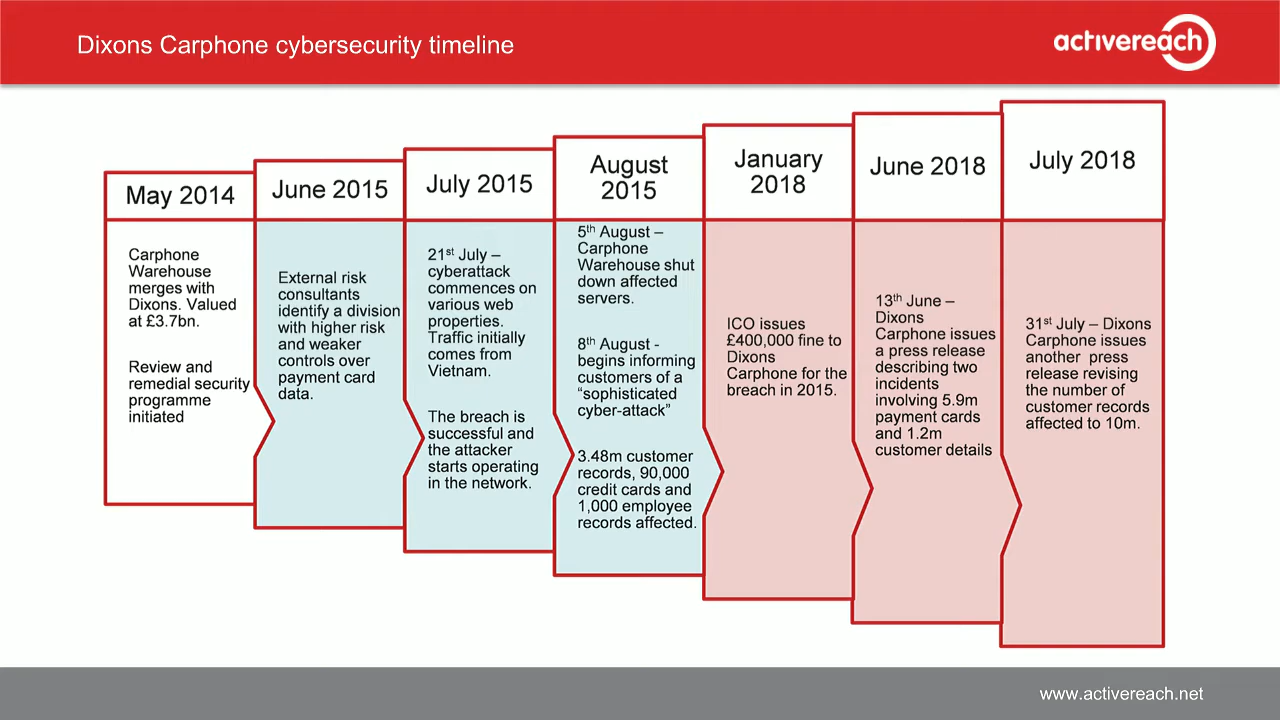 Dixons Carphone cybersecurity timeline
activereach
May 2014
Carphone
Warehouse
merges with
Dixons. Valued
at £3.7bn.
Review and
remedial security
programme
initiated
June 2015
External risk
consultants
identify a division
with higher risk
and weaker
controls over
payment card
data.
July 2015
21st July –
cyberattack
commences on
various web
properties.
Traffic initially
comes from
Vietnam.
The breach is
successful and
the attacker
starts operating
in the network.
August
2015
5th August –
Carphone
Warehouse shut
down affected
servers.
8th August -
begins informing
customers of a
“sophisticated
cyber-attack”
3.48m customer
records, 90,000
credit cards and
1,000 employee
records affected.
January
2018
ICO issues
£400,000 fine to
Dixons
Carphone for the
breach in 2015.
June 2018
13th June –
Dixons
Carphone issues
a press release
describing two
incidents
involving 5.9m
payment cards
and 1.2m
customer details
July 2018
31st July – Dixons
Carphone issues
another  press
release revising
the number of
customer records
affected to 10m.
www.activereach.net